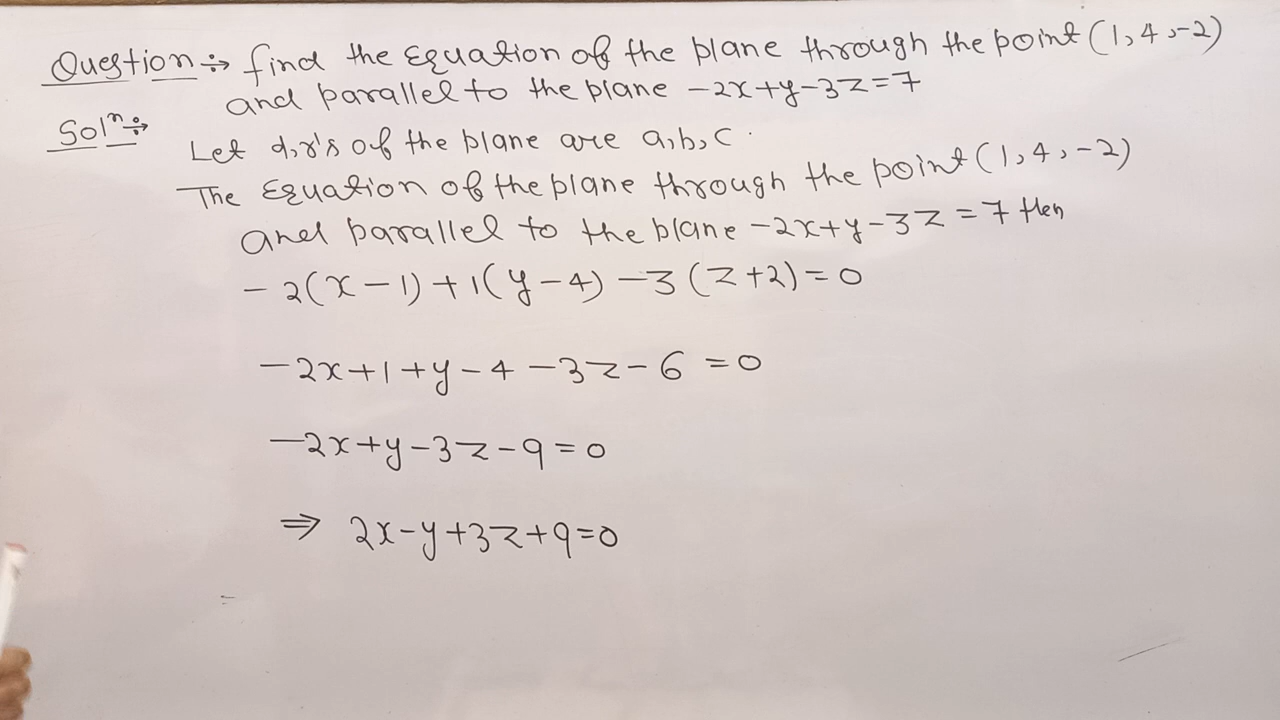 Question:→ find the Equation of the plane through the point (1, 4, -2)
and parallel to the plane -2x+y-3z=7
Solⁿ:→
Let d.r's of the plane are a, b, c.
The Equation of the plane through the point (1, 4, -2)
and parallel to the plane -2x+y-3z=7 then
-2(x-1)+1(y-4)-3(z+2)=0
-2x+1+y-4-3z-6=0
-2x+y-3z-9=0
⇒ 2x-y+3z+9=0